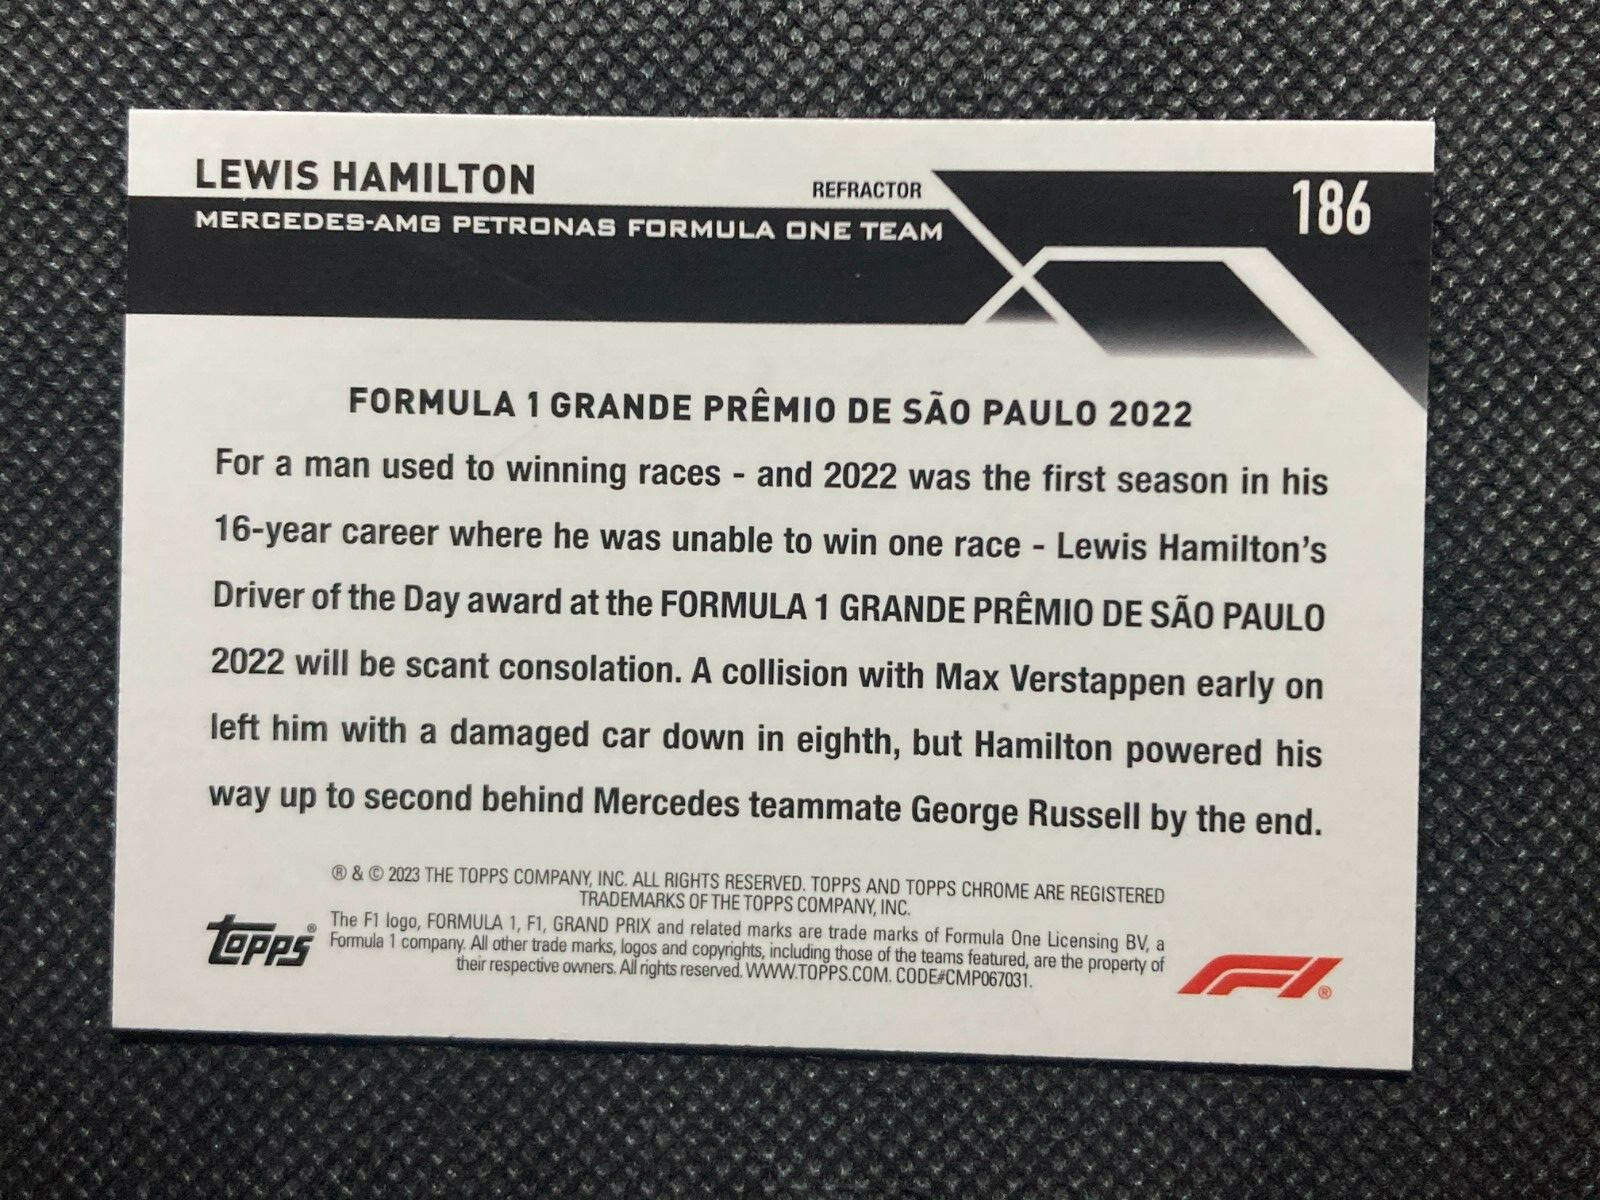 LEWIS HAMILTON
REFRACTOR
186
MERCEDES-AMG PETRONAS FORMULA ONE TEAM
FORMULA 1 GRANDE PRÊMIO DE SÃO PAULO 2022
For a man used to winning races - and 2022 was the first season in his
16-year career where he was unable to win one race - Lewis Hamilton's
Driver of the Day award at the FORMULA 1 GRANDE PRÊMIO DE SÃO PAULO
2022 will be scant consolation. A collision with Max Verstappen early on
left him with a damaged car down in eighth, but Hamilton powered his
way up to second behind Mercedes teammate George Russell by the end.
® & © 2023 THE TOPPS COMPANY, INC. ALL RIGHTS RESERVED. TOPPS AND TOPPS CHROME ARE REGISTERED
TRADEMARKS OF THE TOPPS COMPANY, INC.
The F1 logo, FORMULA 1, F1, GRAND PRIX and related marks are trade marks of Formula One Licensing BV, a
Formula 1 company. All other trade marks, logos and copyrights, including those of the teams featured, are the property of
their respective owners. All rights reserved. WWW.TOPPS.COM. CODE#CMP067031.
topps®
F1®